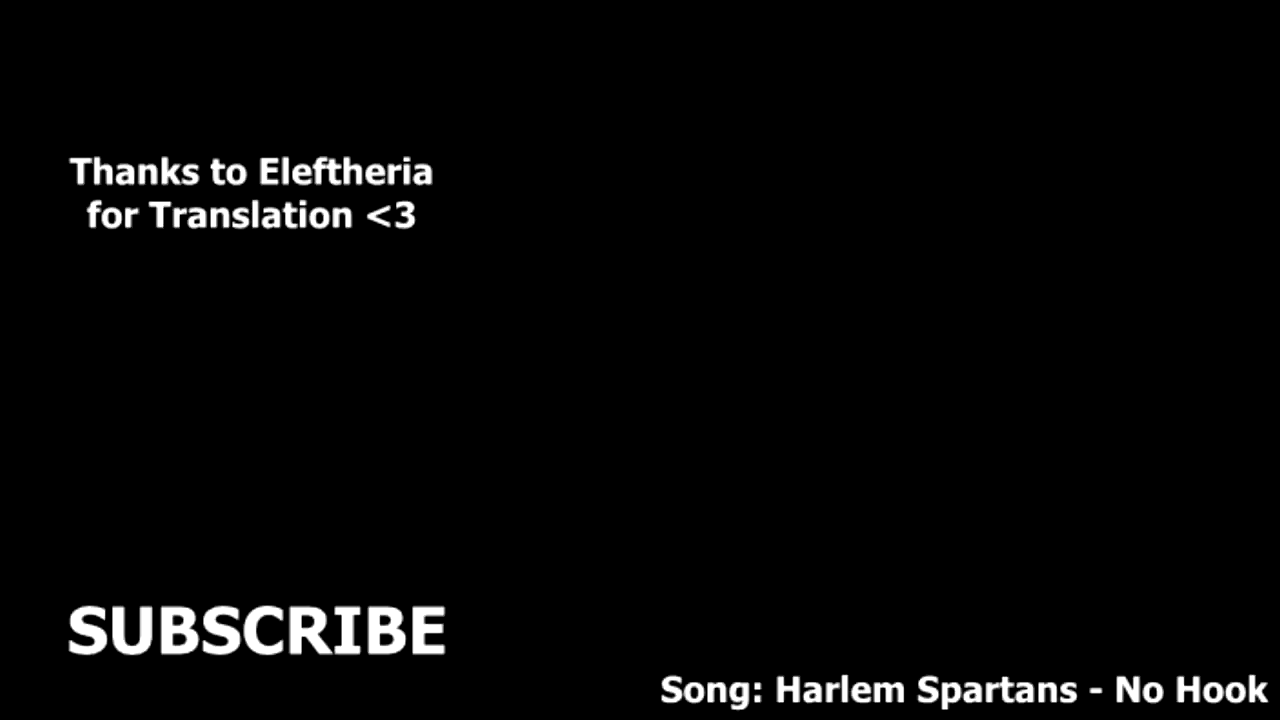 Thanks to Eleftheria
for Translation <3
SUBSCRIBE
Song: Harlem Spartans - No Hook